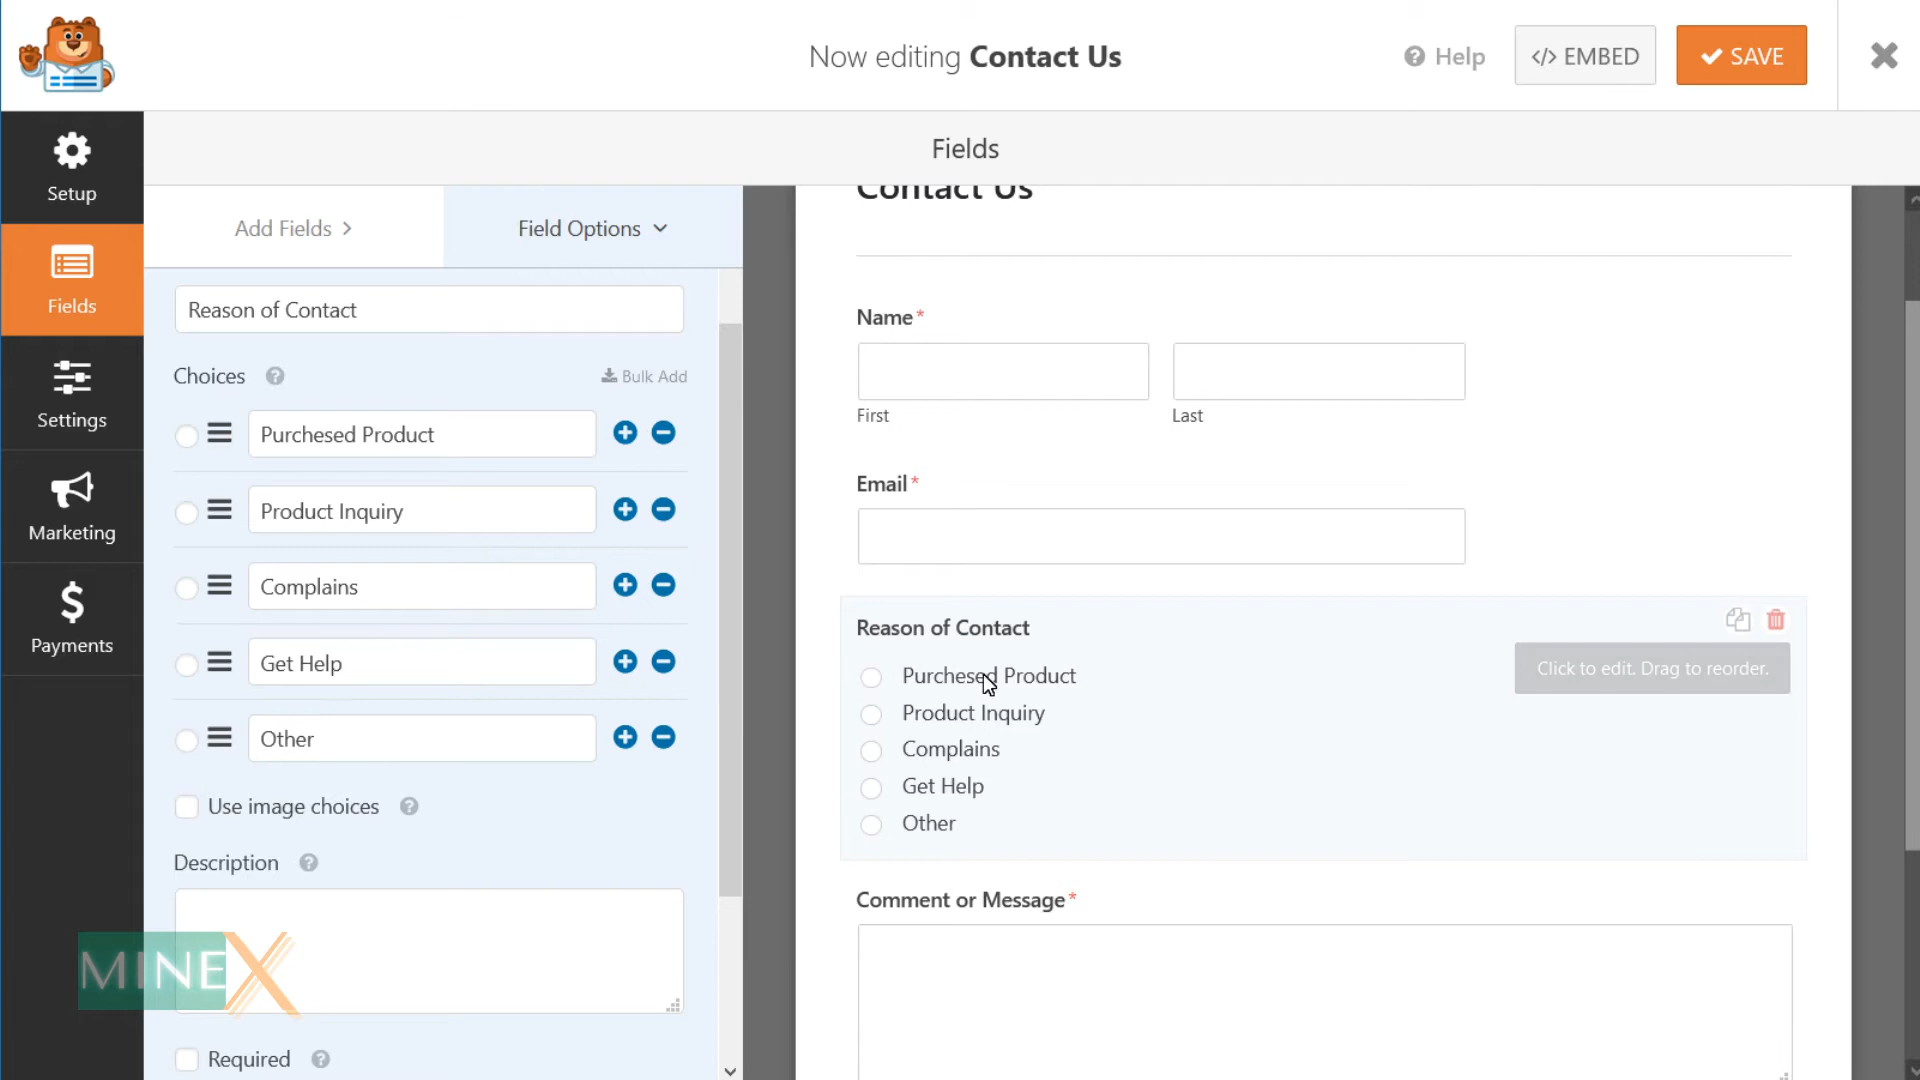 Now editing Contact Us
Help
</> EMBED
SAVE
Setup
Fields
Settings
Marketing
Payments
Fields
Add Fields
Field Options
Reason of Contact
Choices
Bulk Add
Purchesed Product
Product Inquiry
Complains
Get Help
Other
Use image choices
Description
Required
MINEX
Contact Us
Name*
First
Last
Email*
Reason of Contact
Click to edit. Drag to reorder.
Purchesed Product
Product Inquiry
Complains
Get Help
Other
Comment or Message*